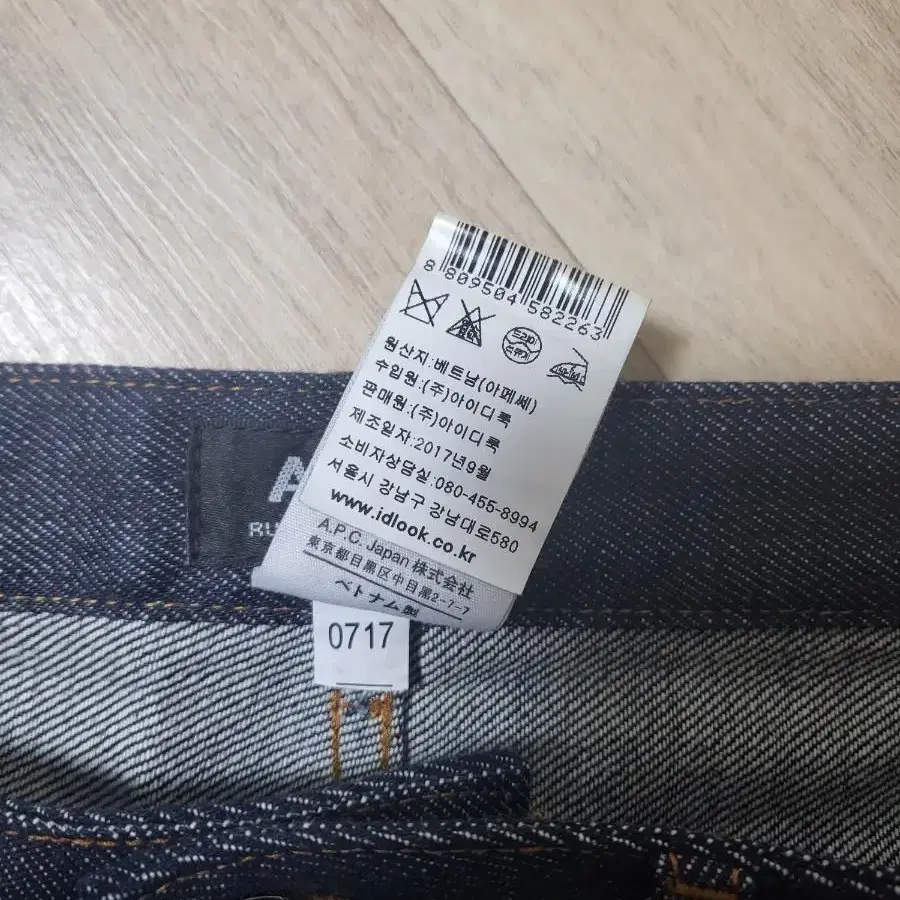 8 809504 582263
드라이
원산지:베트남(아페쎄)
수입원:(주)아이디룩
판매원:(주)아이디룩
제조일자:2017년9월
소비자상담실:080-455-8994
서울시 강남구 강남대로580
www.idlook.co.kr
A.P.C. Japan 株式会社
東京都目黒区中目黒2-7-7
ベトナム製
0717
A
RU